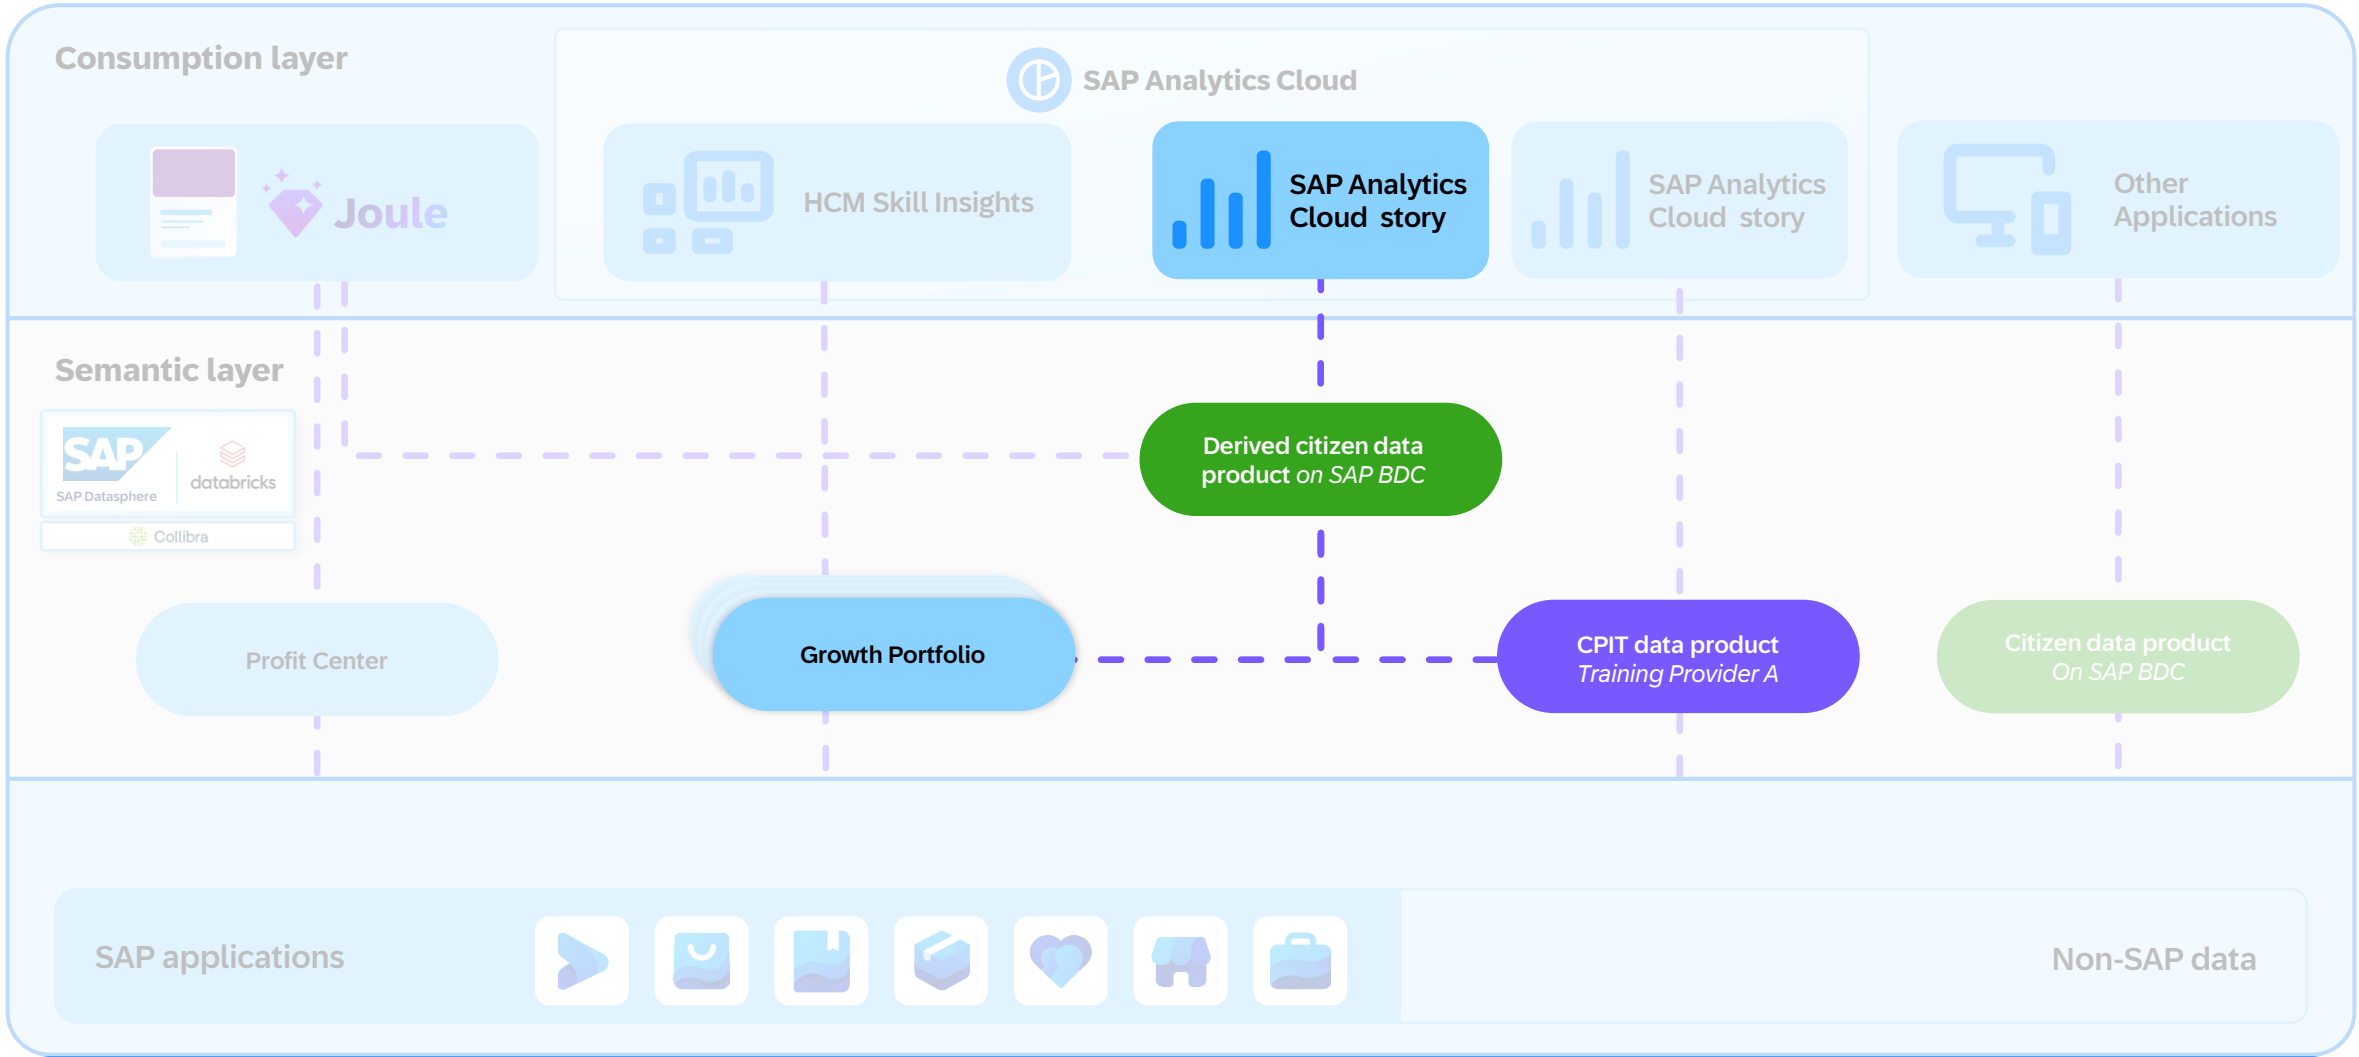 Consumption layer
SAP Analytics Cloud
Joule
HCM Skill Insights
SAP Analytics
Cloud story
SAP Analytics
Cloud story
Other
Applications
Semantic layer
SAP
SAP Datasphere
databricks
Collibra
Derived citizen data
product on SAP BDC
Profit Center
Growth Portfolio
CPIT data product
Training Provider A
Citizen data product
On SAP BDC
SAP applications
Non-SAP data